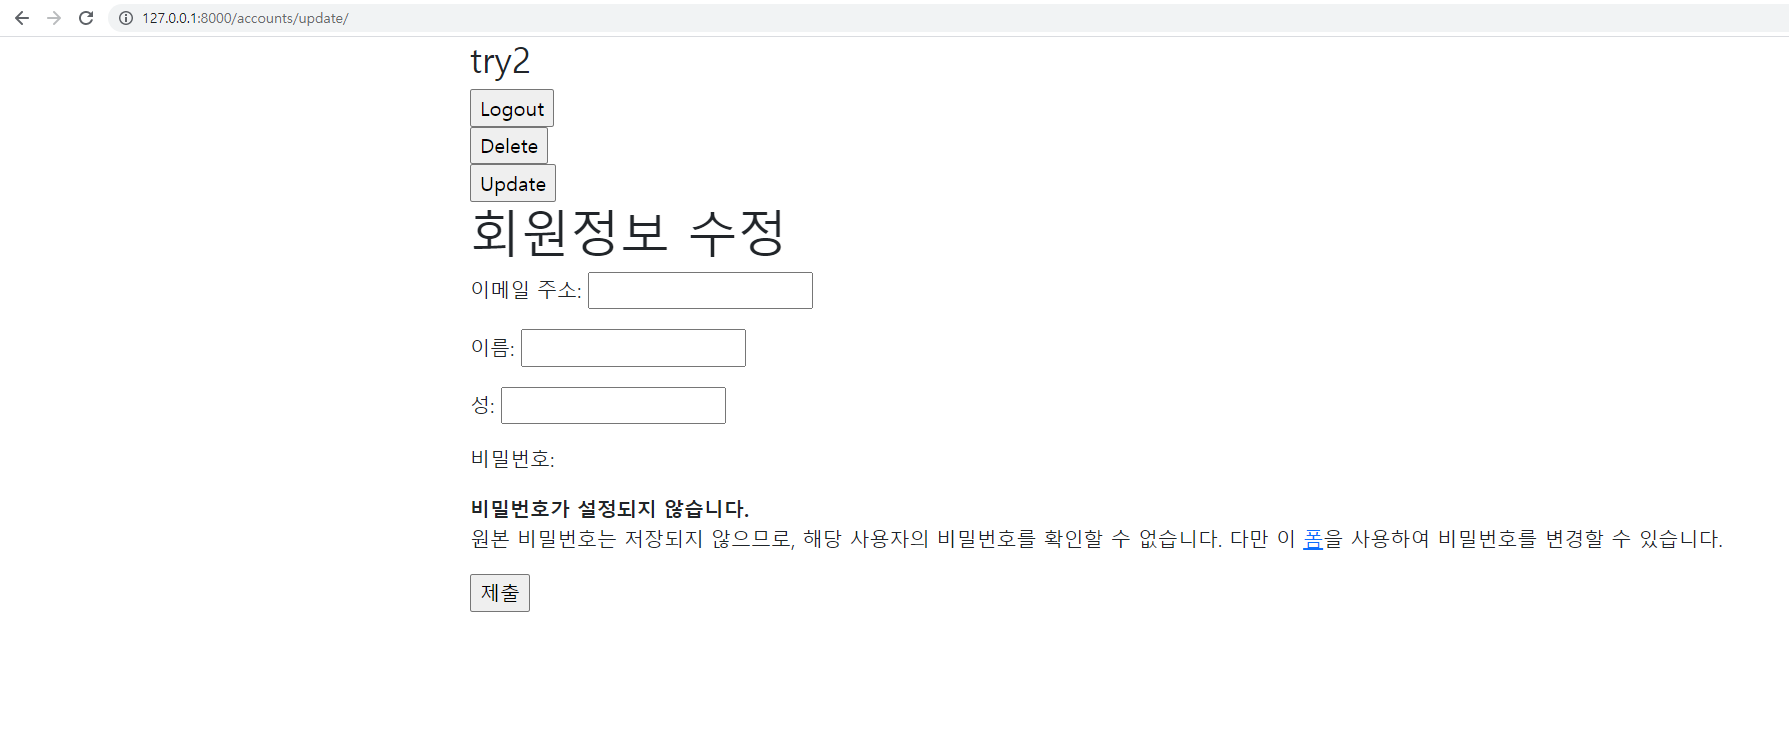 127.0.0.1:8000/accounts/update/
try2
Logout
Delete
Update
회원정보 수정
이메일 주소:
이름:
성:
비밀번호:
비밀번호가 설정되지 않습니다.
원본 비밀번호는 저장되지 않으므로, 해당 사용자의 비밀번호를 확인할 수 없습니다. 다만 이 폼을 사용하여 비밀번호를 변경할 수 있습니다.
제출